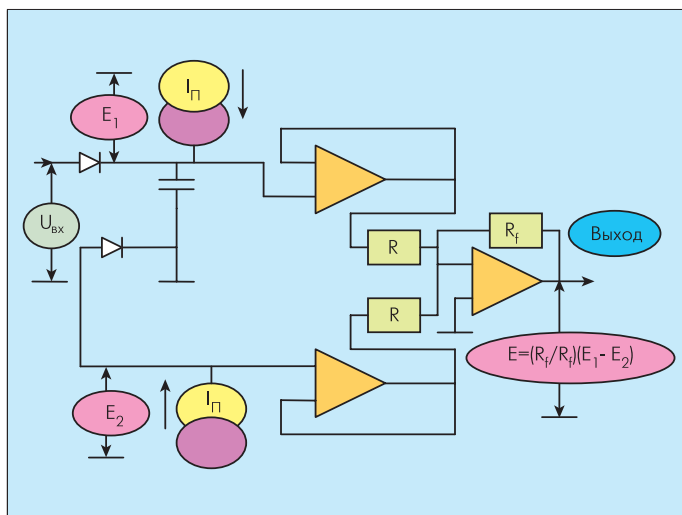 E₁
Iп
Uвх
R
Rf
Выход
R
E=(Rf/Rf)(E₁- E₂)
E₂
Iп